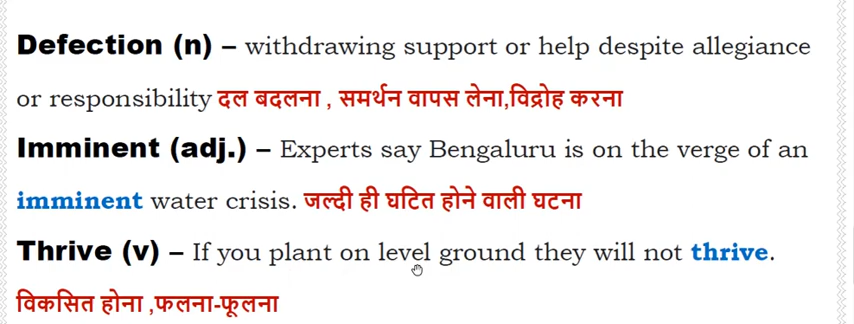 Defection (n) – withdrawing support or help despite allegiance
or responsibility दल बदलना , समर्थन वापस लेना,विद्रोह करना
Imminent (adj.) – Experts say Bengaluru is on the verge of an
imminent water crisis. जल्दी ही घटित होने वाली घटना
Thrive (v) – If you plant on level ground they will not thrive.
विकसित होना ,फलना-फूलना